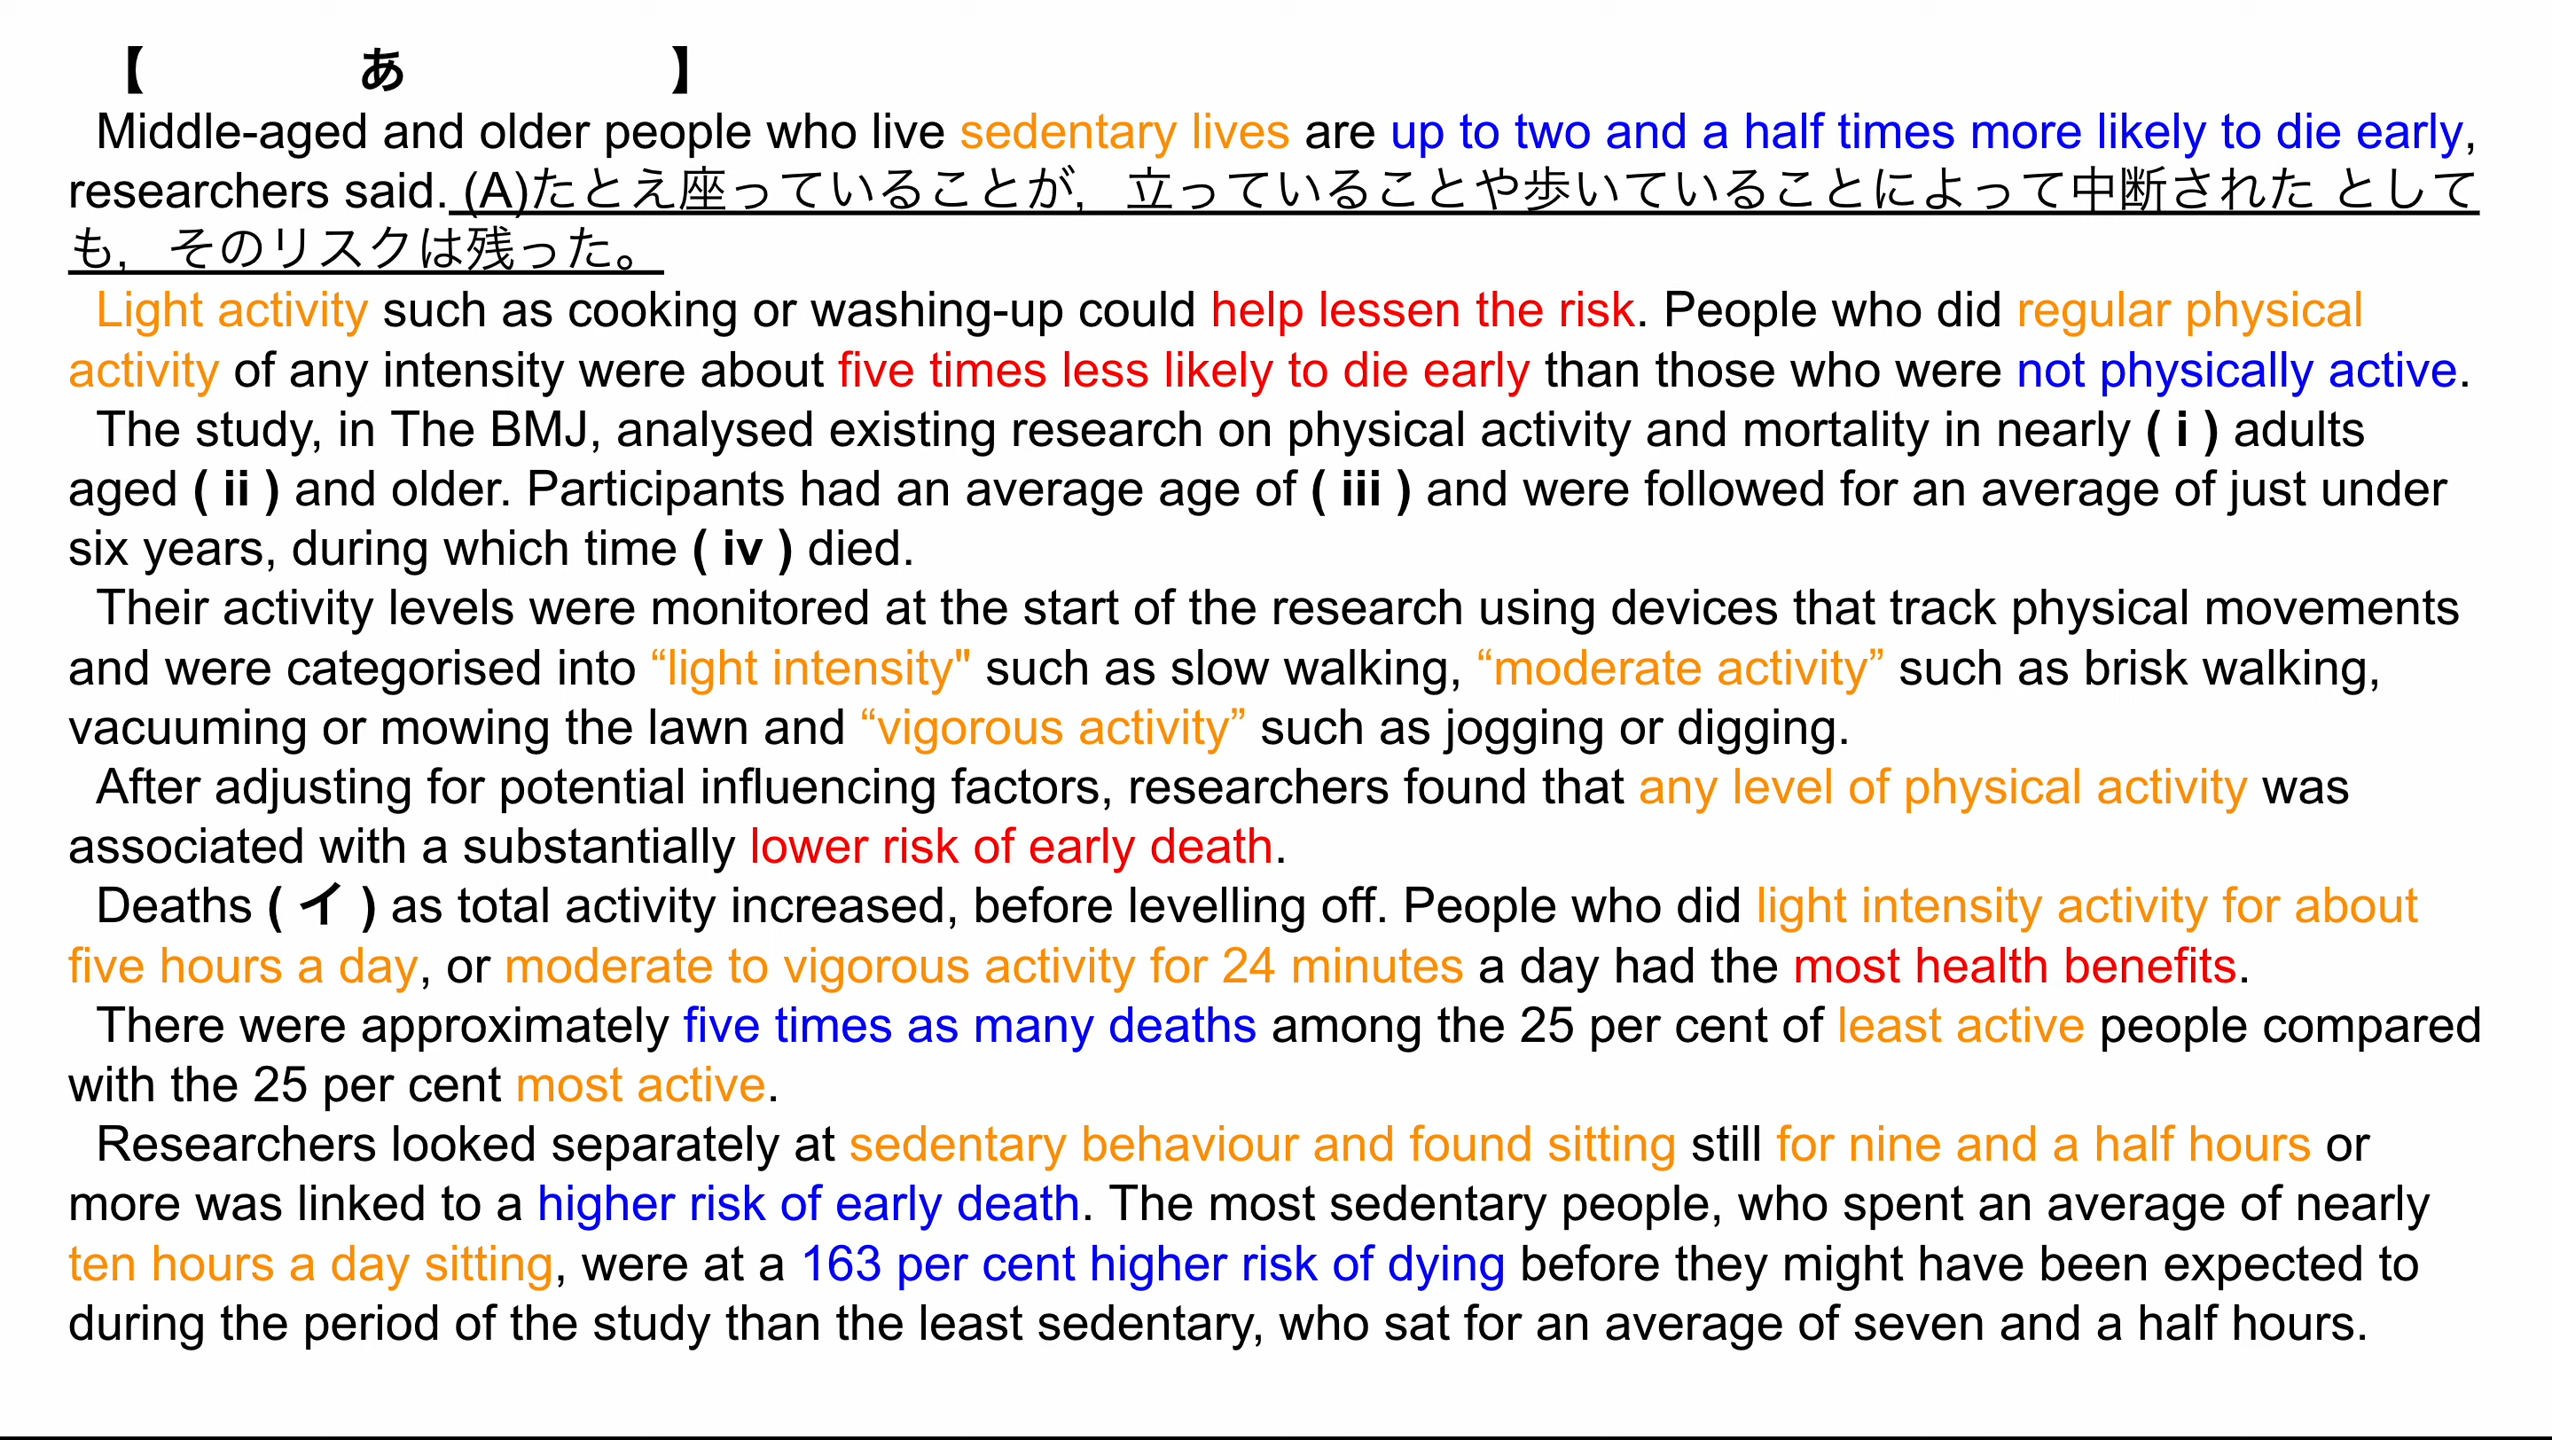 【 あ 】
Middle-aged and older people who live sedentary lives are up to two and a half times more likely to die early,
researchers said. (A)たとえ座っていることが，立っていることや歩いていることによって中断された として
も，そのリスクは残った。
Light activity such as cooking or washing-up could help lessen the risk. People who did regular physical
activity of any intensity were about five times less likely to die early than those who were not physically active.
The study, in The BMJ, analysed existing research on physical activity and mortality in nearly ( i ) adults
aged ( ii ) and older. Participants had an average age of ( iii ) and were followed for an average of just under
six years, during which time ( iv ) died.
Their activity levels were monitored at the start of the research using devices that track physical movements
and were categorised into “light intensity" such as slow walking, “moderate activity” such as brisk walking,
vacuuming or mowing the lawn and “vigorous activity” such as jogging or digging.
After adjusting for potential influencing factors, researchers found that any level of physical activity was
associated with a substantially lower risk of early death.
Deaths ( イ ) as total activity increased, before levelling off. People who did light intensity activity for about
five hours a day, or moderate to vigorous activity for 24 minutes a day had the most health benefits.
There were approximately five times as many deaths among the 25 per cent of least active people compared
with the 25 per cent most active.
Researchers looked separately at sedentary behaviour and found sitting still for nine and a half hours or
more was linked to a higher risk of early death. The most sedentary people, who spent an average of nearly
ten hours a day sitting, were at a 163 per cent higher risk of dying before they might have been expected to
during the period of the study than the least sedentary, who sat for an average of seven and a half hours.